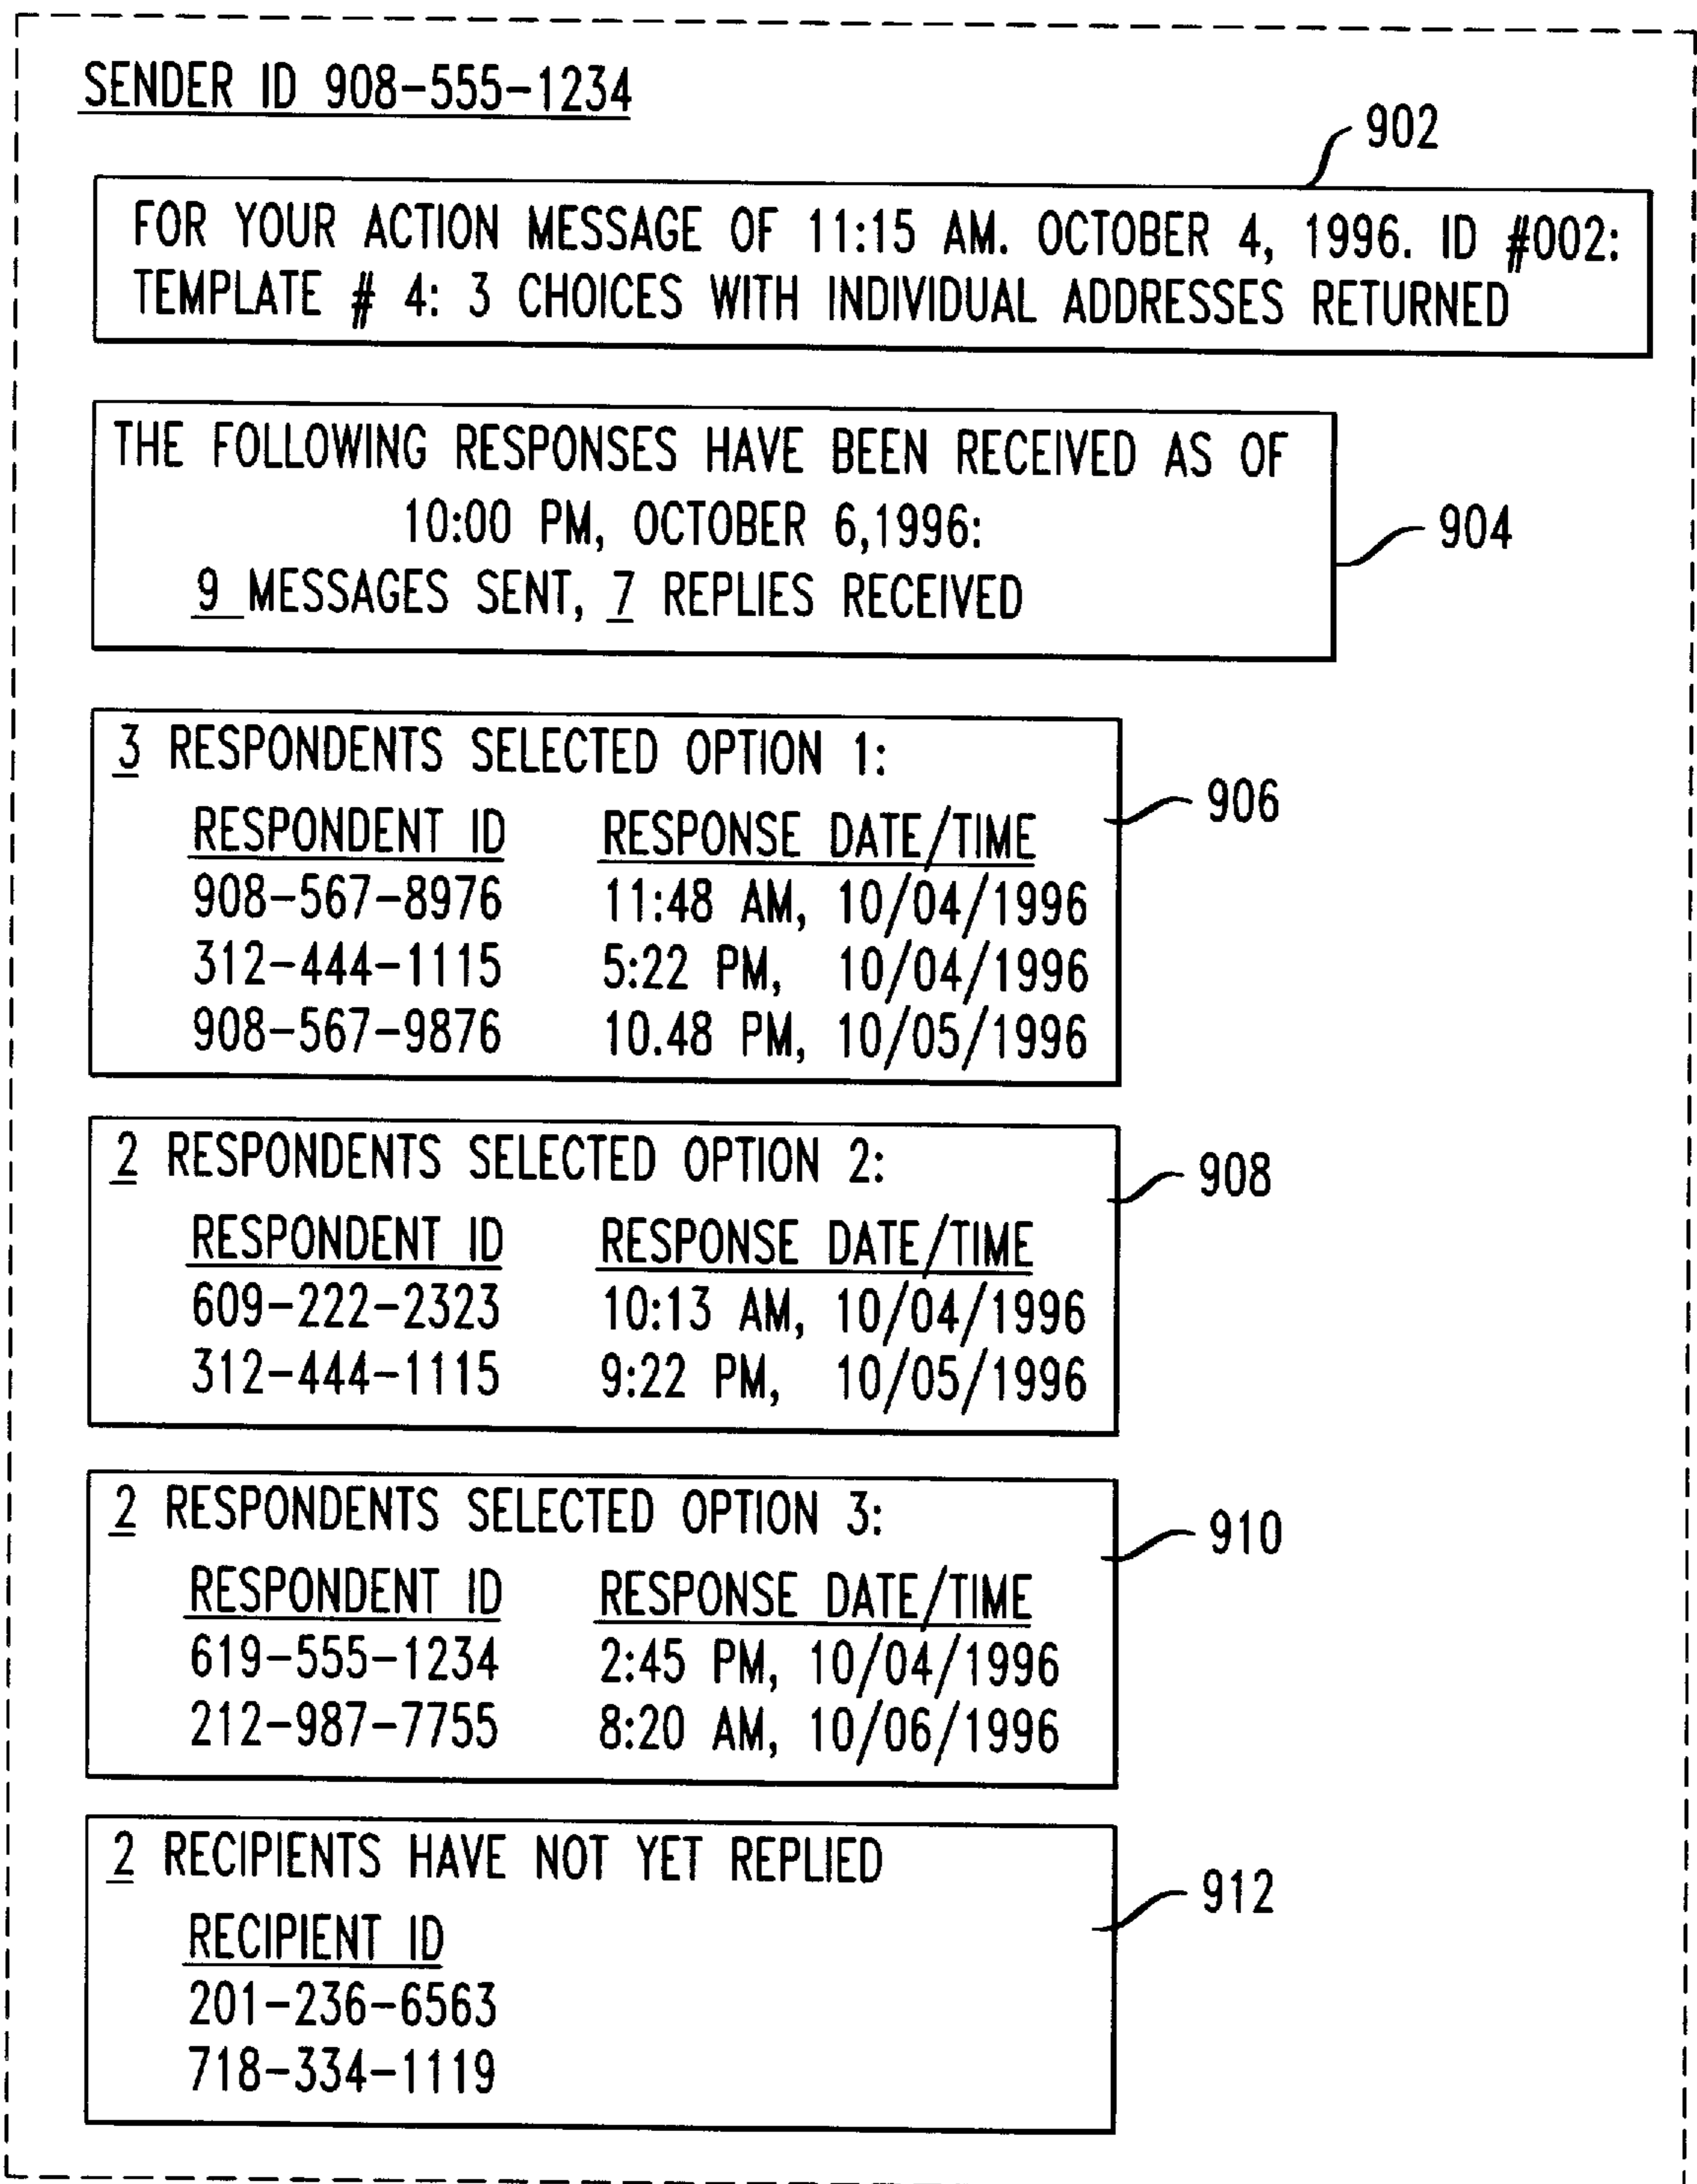 SENDER ID 908-555-1234
902
FOR YOUR ACTION MESSAGE OF 11:15 AM. OCTOBER 4, 1996. ID #002:
TEMPLATE # 4: 3 CHOICES WITH INDIVIDUAL ADDRESSES RETURNED
THE FOLLOWING RESPONSES HAVE BEEN RECEIVED AS OF
10:00 PM, OCTOBER 6,1996:
9 MESSAGES SENT, 7 REPLIES RECEIVED
904
3 RESPONDENTS SELECTED OPTION 1:
906
RESPONDENT ID RESPONSE DATE/TIME
908-567-8976 11:48 AM, 10/04/1996
312-444-1115 5:22 PM, 10/04/1996
908-567-9876 10.48 PM, 10/05/1996
2 RESPONDENTS SELECTED OPTION 2:
908
RESPONDENT ID RESPONSE DATE/TIME
609-222-2323 10:13 AM, 10/04/1996
312-444-1115 9:22 PM, 10/05/1996
2 RESPONDENTS SELECTED OPTION 3:
910
RESPONDENT ID RESPONSE DATE/TIME
619-555-1234 2:45 PM, 10/04/1996
212-987-7755 8:20 AM, 10/06/1996
2 RECIPIENTS HAVE NOT YET REPLIED
912
RECIPIENT ID
201-236-6563
718-334-1119